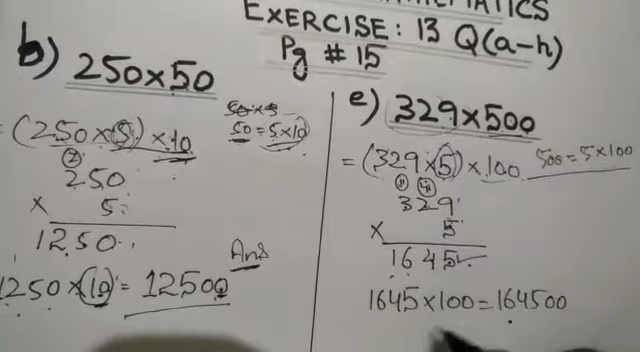 MATHEMATICS
EXERCISE: 13 Q(a-h)
Pg # 15
b) 250×50
= (250×5)×10
50 = 5×10
②
250
× 5
1250
Ans
1250×10 = 12500
e) 329×500
= (329×5)×100
500 = 5×100
① ④
329
× 5
1645
1645×100=164500